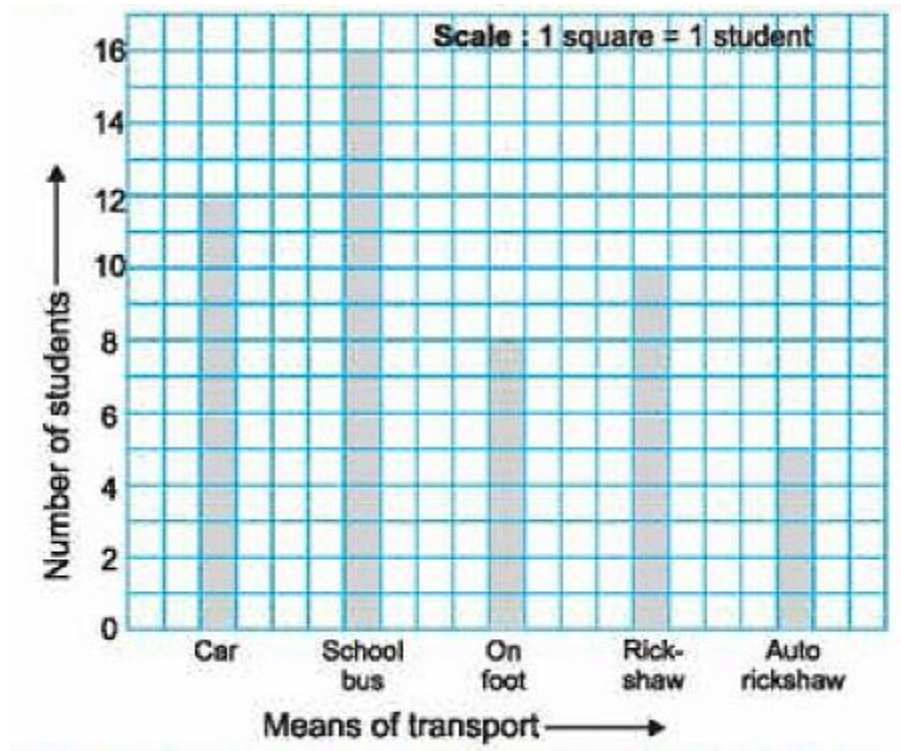 Scale : 1 square = 1 student
16
14
12
10
8
6
4
2
0
Number of students
Car
School
bus
On
foot
Rick-
shaw
Auto
rickshaw
Means of transport